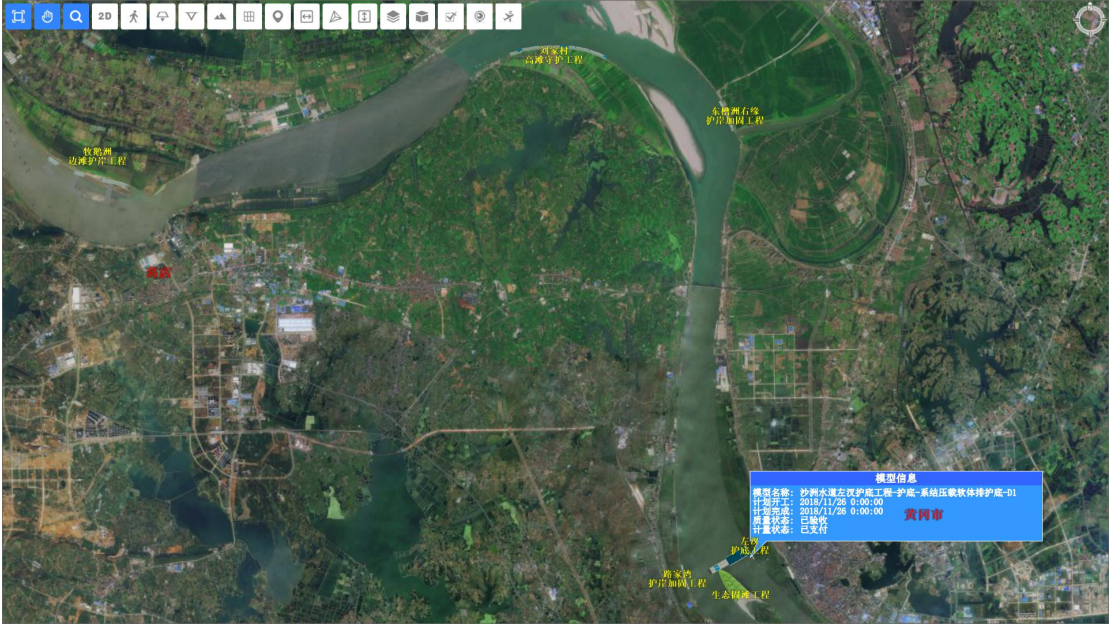 2D
刘家村
高滩守护工程
东槽洲右缘
护岸加固工程
牧鹅洲
边滩护岸工程
模型信息
模型名称: 沙洲水道左汊护底工程-护底-系结压载软体排护底-D1
计划开工: 2018/11/26 0:00:00
计划完成: 2018/11/26 0:00:00
黄冈市
质量状态: 已验收
计量状态: 已支付
左汊
护底工程
路家湾
护岸加固工程
生态固滩工程